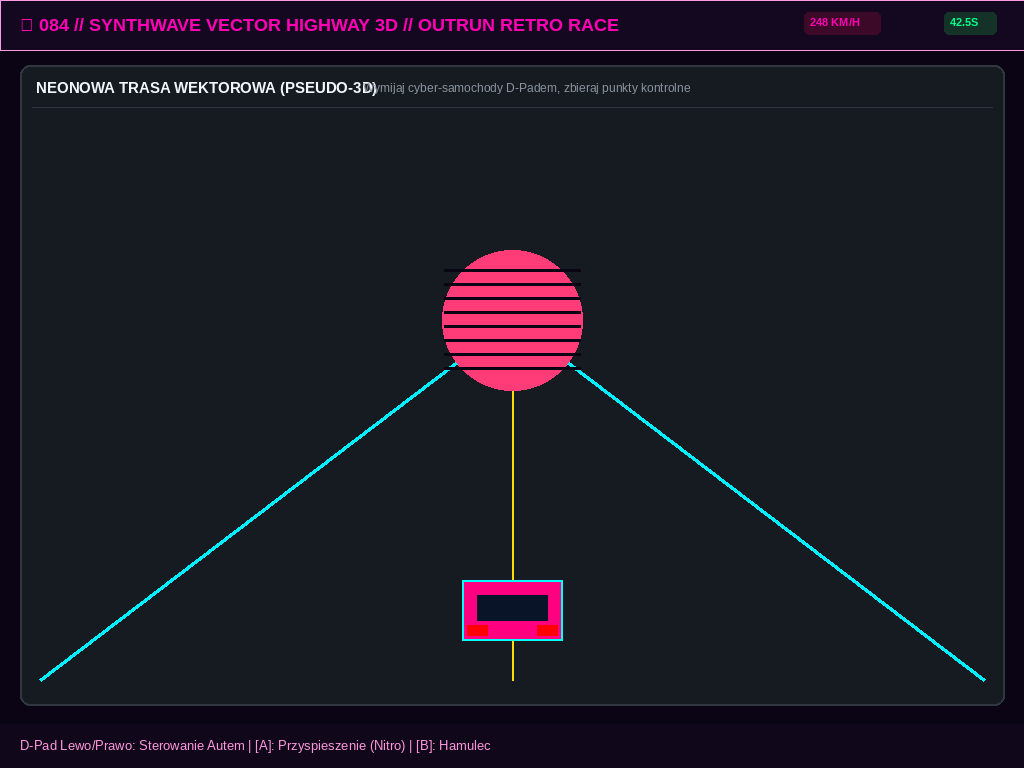 084 // SYNTHWAVE VECTOR HIGHWAY 3D // OUTRUN RETRO RACE
248 KM/H
42.5S
NEONOWA TRASA WEKTOROWA (PSEUDO-3D)
Wymijaj cyber-samochody D-Padem, zbieraj punkty kontrolne
D-Pad Lewo/Prawo: Sterowanie Autem | [A]: Przyspieszenie (Nitro) | [B]: Hamulec